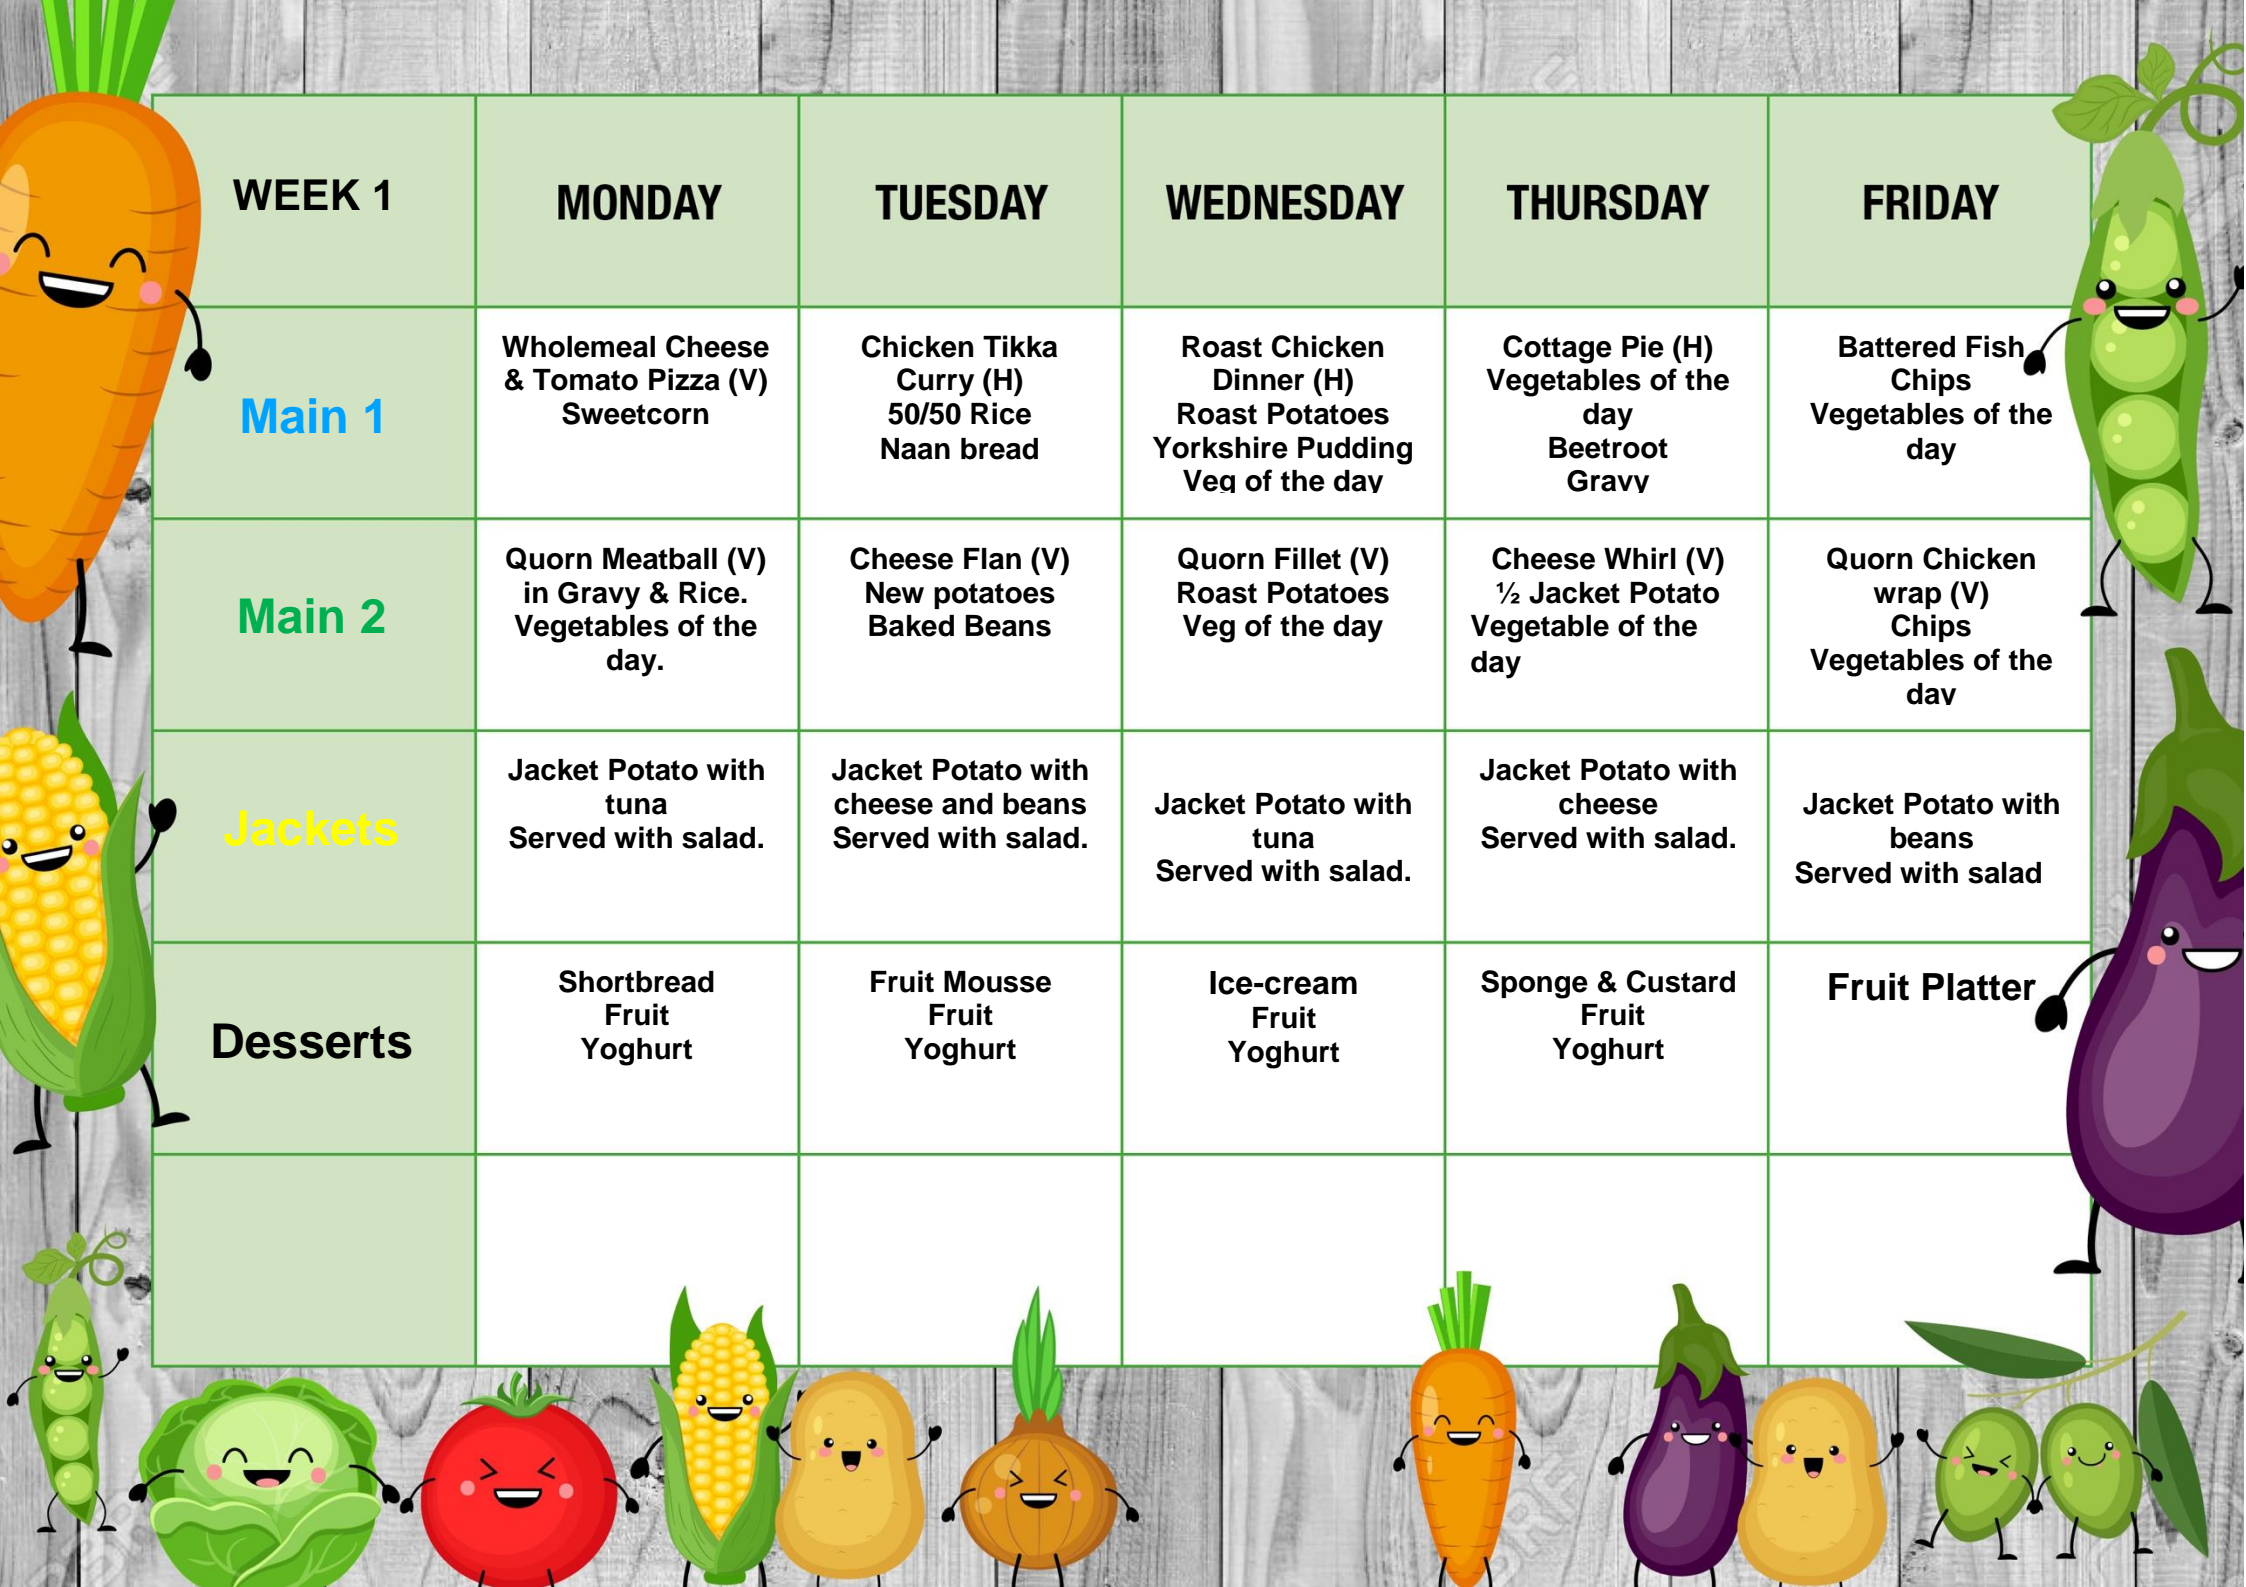 WEEK 1
MONDAY
TUESDAY
WEDNESDAY
THURSDAY
FRIDAY
Main 1
Wholemeal Cheese
& Tomato Pizza (V)
Sweetcorn
Chicken Tikka
Curry (H)
50/50 Rice
Naan bread
Roast Chicken
Dinner (H)
Roast Potatoes
Yorkshire Pudding
Veg of the day
Cottage Pie (H)
Vegetables of the
day
Beetroot
Gravy
Battered Fish
Chips
Vegetables of the
day
Main 2
Quorn Meatball (V)
in Gravy & Rice.
Vegetables of the
day.
Cheese Flan (V)
New potatoes
Baked Beans
Quorn Fillet (V)
Roast Potatoes
Veg of the day
Cheese Whirl (V)
½ Jacket Potato
Vegetable of the
day
Quorn Chicken
wrap (V)
Chips
Vegetables of the
day
Jackets
Jacket Potato with
tuna
Served with salad.
Jacket Potato with
cheese and beans
Served with salad.
Jacket Potato with
tuna
Served with salad.
Jacket Potato with
cheese
Served with salad.
Jacket Potato with
beans
Served with salad
Desserts
Shortbread
Fruit
Yoghurt
Fruit Mousse
Fruit
Yoghurt
Ice-cream
Fruit
Yoghurt
Sponge & Custard
Fruit
Yoghurt
Fruit Platter